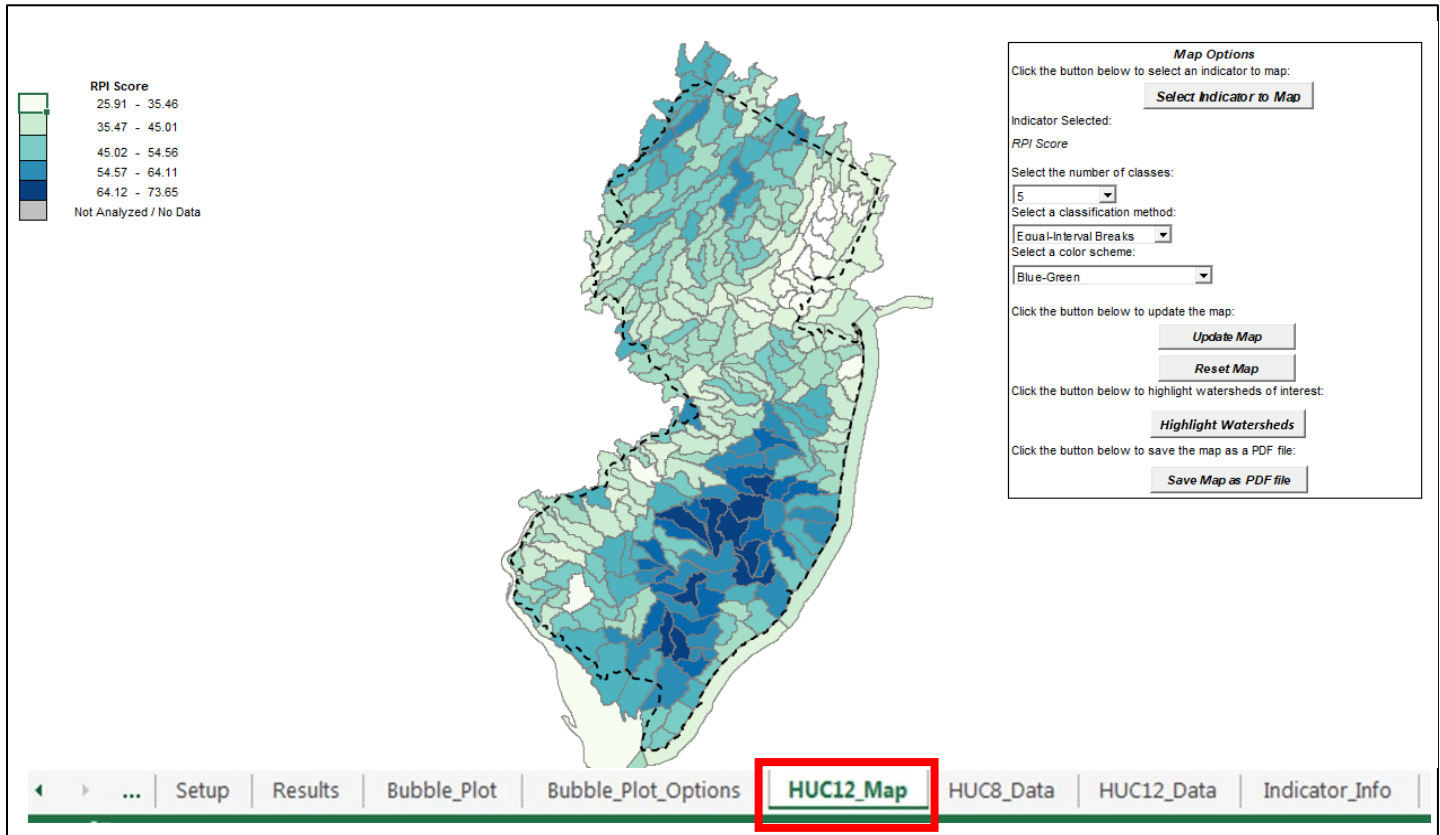 RPI Score
25.91 - 35.46
35.47 - 45.01
45.02 - 54.56
54.57 - 64.11
64.12 - 73.65
Not Analyzed / No Data
Map Options
Click the button below to select an indicator to map:
Select Indicator to Map
Indicator Selected:
RPI Score
Select the number of classes:
5
Select a classification method:
Equal-Interval Breaks
Select a color scheme:
Blue-Green
Click the button below to update the map:
Update Map
Reset Map
Click the button below to highlight watersheds of interest:
Highlight Watersheds
Click the button below to save the map as a PDF file:
Save Map as PDF file
... Setup Results Bubble_Plot Bubble_Plot_Options HUC12_Map HUC8_Data HUC12_Data Indicator_Info